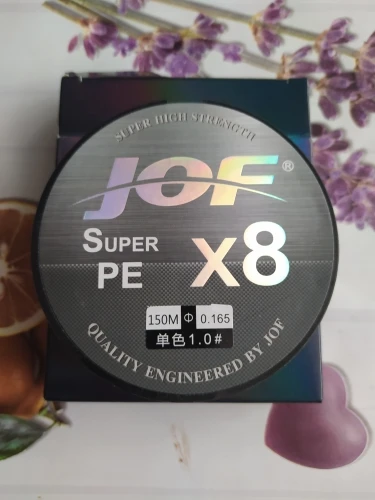 SUPER HIGH STRENGTH
JOF®
SUPER PE X8
150M Φ 0.165
单色1.0#
QUALITY ENGINEERED BY JOF